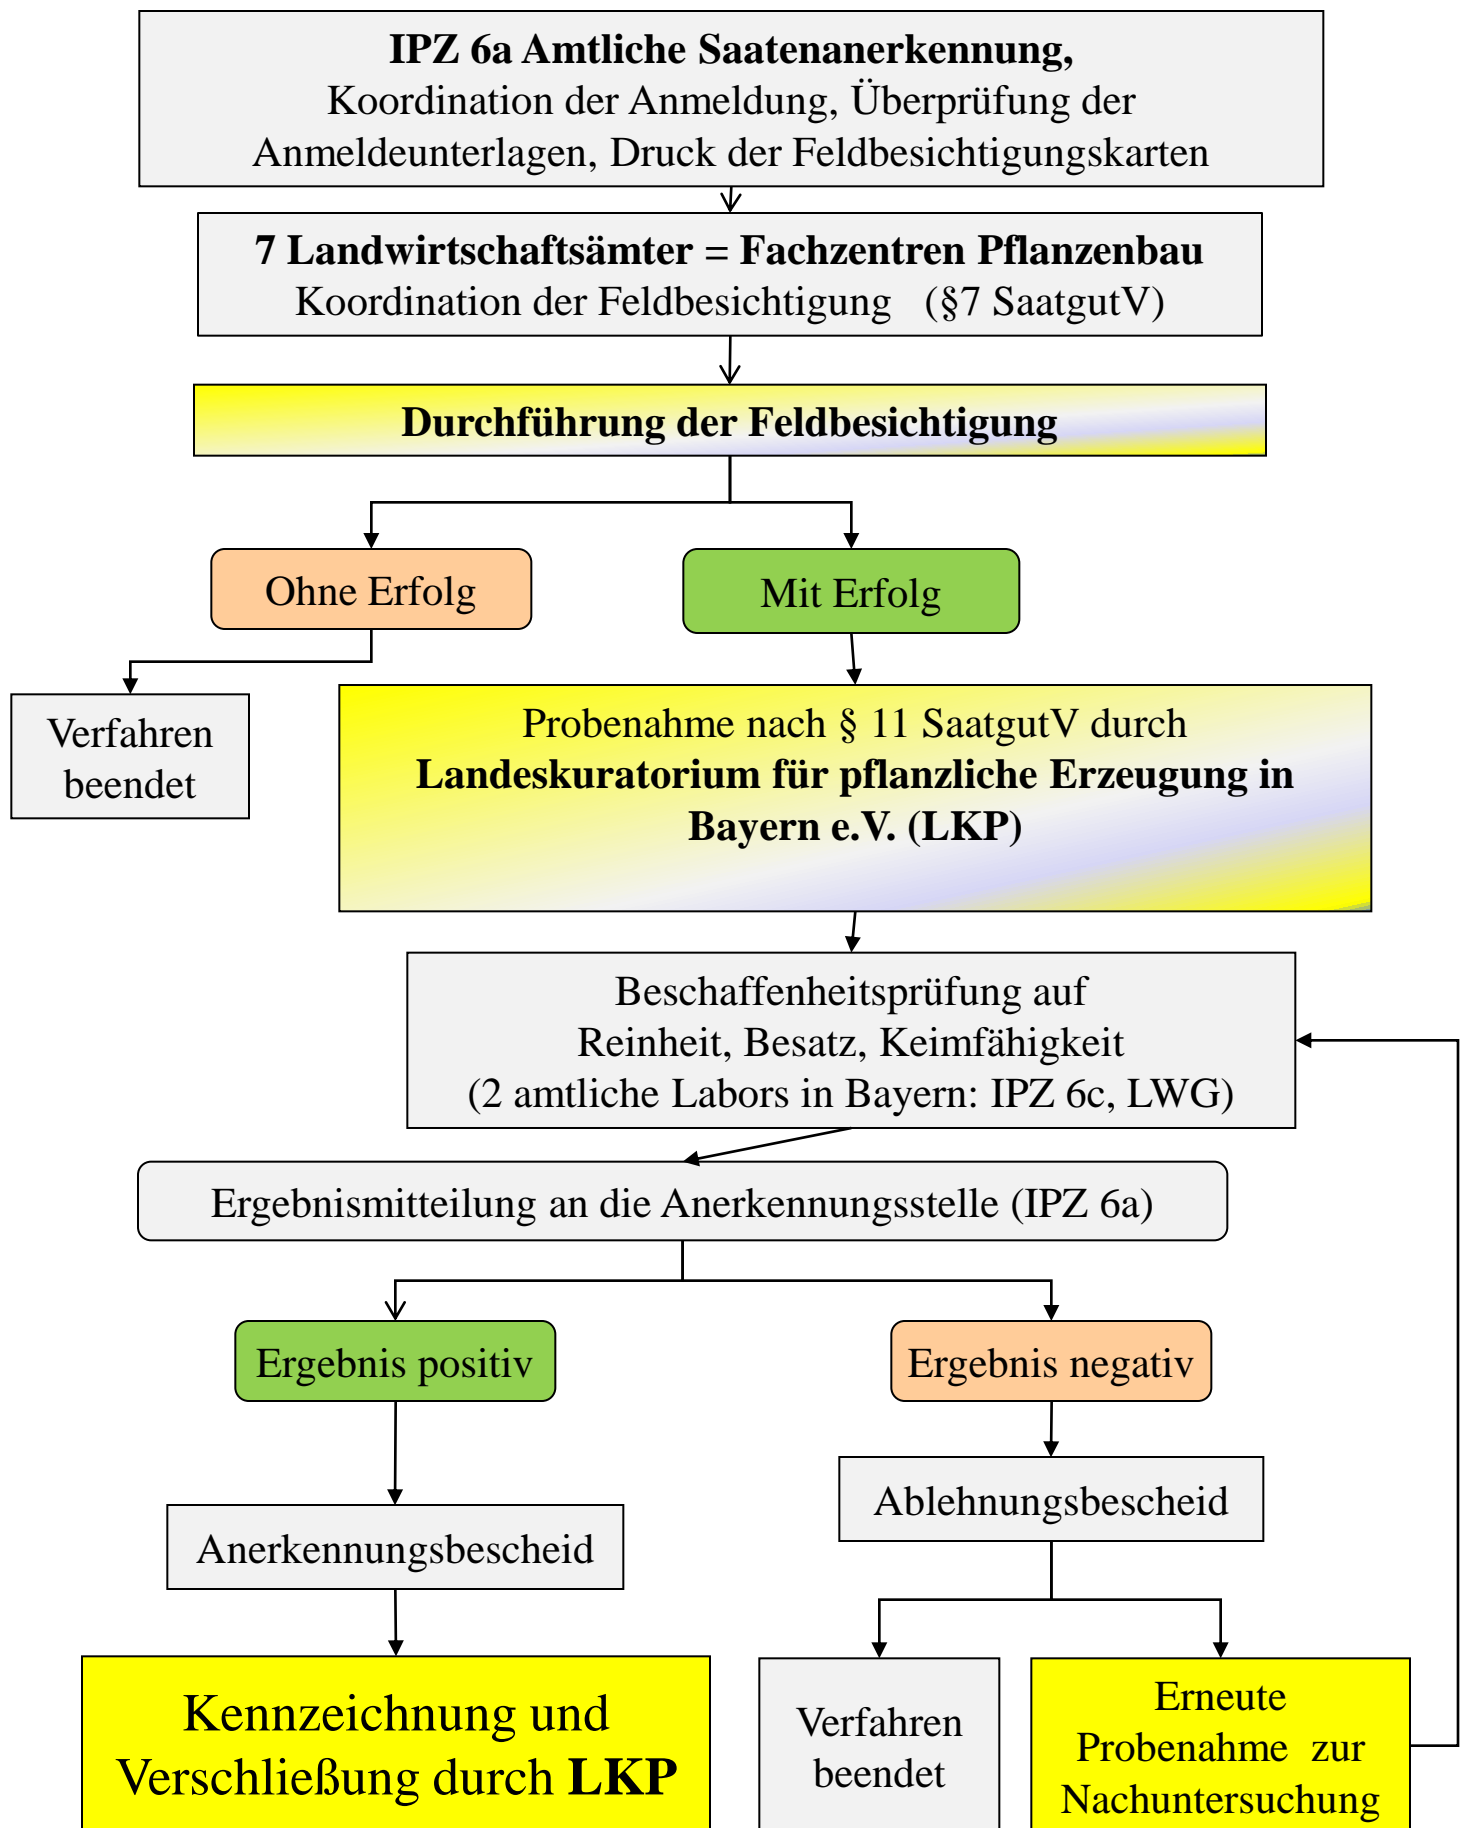 IPZ 6a Amtliche Saatenanerkennung,
Koordination der Anmeldung, Überprüfung der
Anmeldeunterlagen, Druck der Feldbesichtigungskarten
7 Landwirtschaftsämter = Fachzentren Pflanzenbau
Koordination der Feldbesichtigung (§7 SaatgutV)
Durchführung der Feldbesichtigung
Ohne Erfolg
Mit Erfolg
Verfahren
beendet
Probenahme nach § 11 SaatgutV durch
Landeskuratorium für pflanzliche Erzeugung in
Bayern e.V. (LKP)
Beschaffenheitsprüfung auf
Reinheit, Besatz, Keimfähigkeit
(2 amtliche Labors in Bayern: IPZ 6c, LWG)
Ergebnismitteilung an die Anerkennungsstelle (IPZ 6a)
Ergebnis positiv
Ergebnis negativ
Anerkennungsbescheid
Ablehnungsbescheid
Kennzeichnung und
Verschließung durch LKP
Verfahren
beendet
Erneute
Probenahme zur
Nachuntersuchung